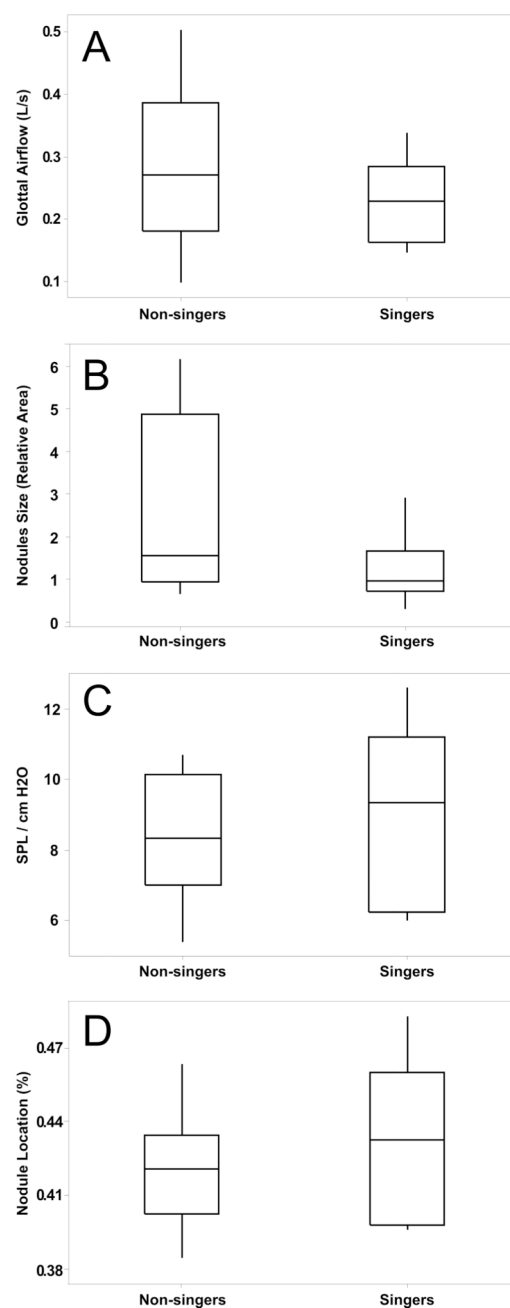 A
Glottal Airflow (L/s)
0.5
0.4
0.3
0.2
0.1
Non-singers Singers
B
Nodules Size (Relative Area)
6
5
4
3
2
1
0
Non-singers Singers
C
SPL / cm H2O
12
10
8
6
Non-singers Singers
D
Nodule Location (%)
0.47
0.44
0.41
0.38
Non-singers Singers